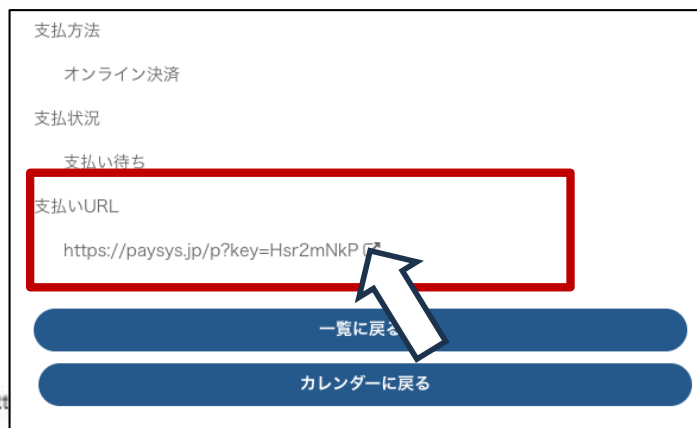 支払方法
オンライン決済
支払状況
支払い待ち
支払いURL
https://paysys.jp/p?key=Hsr2mNkP
一覧に戻る
カレンダーに戻る